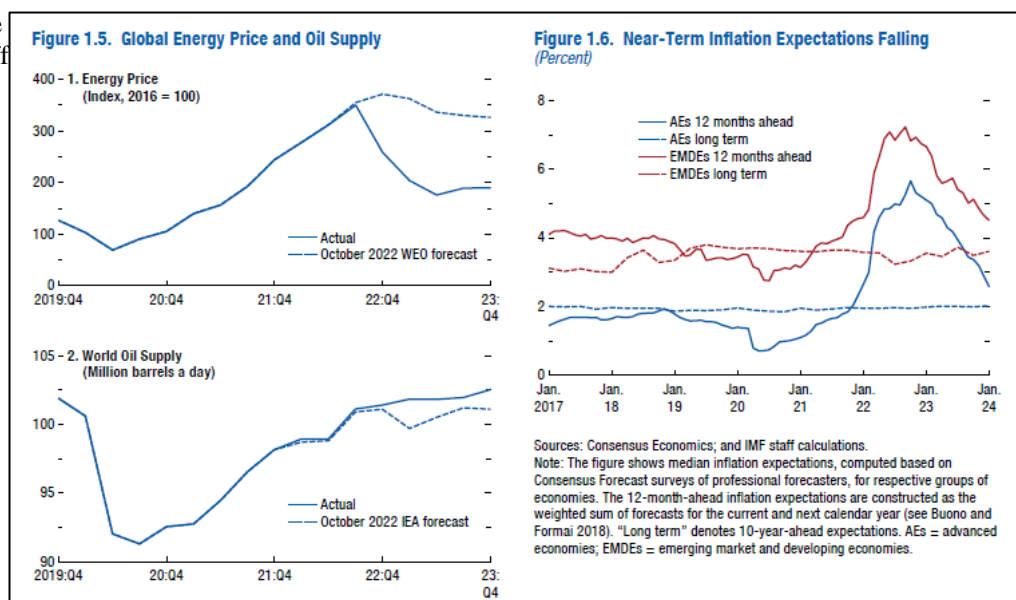 e
ff
Figure 1.5. Global Energy Price and Oil Supply
400 – 1. Energy Price
(Index, 2016 = 100)
300
200
100
0
Actual
October 2022 WEO forecast
2019:Q4
20:Q4
21:Q4
22:Q4
23:
Q4
105 – 2. World Oil Supply
(Million barrels a day)
100
95
90
Actual
October 2022 IEA forecast
2019:Q4
20:Q4
21:Q4
22:Q4
23:
Q4
Figure 1.6. Near-Term Inflation Expectations Falling
(Percent)
8
6
4
2
0
AEs 12 months ahead
AEs long term
EMDEs 12 months ahead
EMDEs long term
Jan.
2017
Jan.
18
Jan.
19
Jan.
20
Jan.
21
Jan.
22
Jan.
23
Jan.
24
Sources: Consensus Economics; and IMF staff calculations.
Note: The figure shows median inflation expectations, computed based on
Consensus Forecast surveys of professional forecasters, for respective groups of
economies. The 12-month-ahead inflation expectations are constructed as the
weighted sum of forecasts for the current and next calendar year (see Buono and
Formai 2018). “Long term” denotes 10-year-ahead expectations. AEs = advanced
economies; EMDEs = emerging market and developing economies.